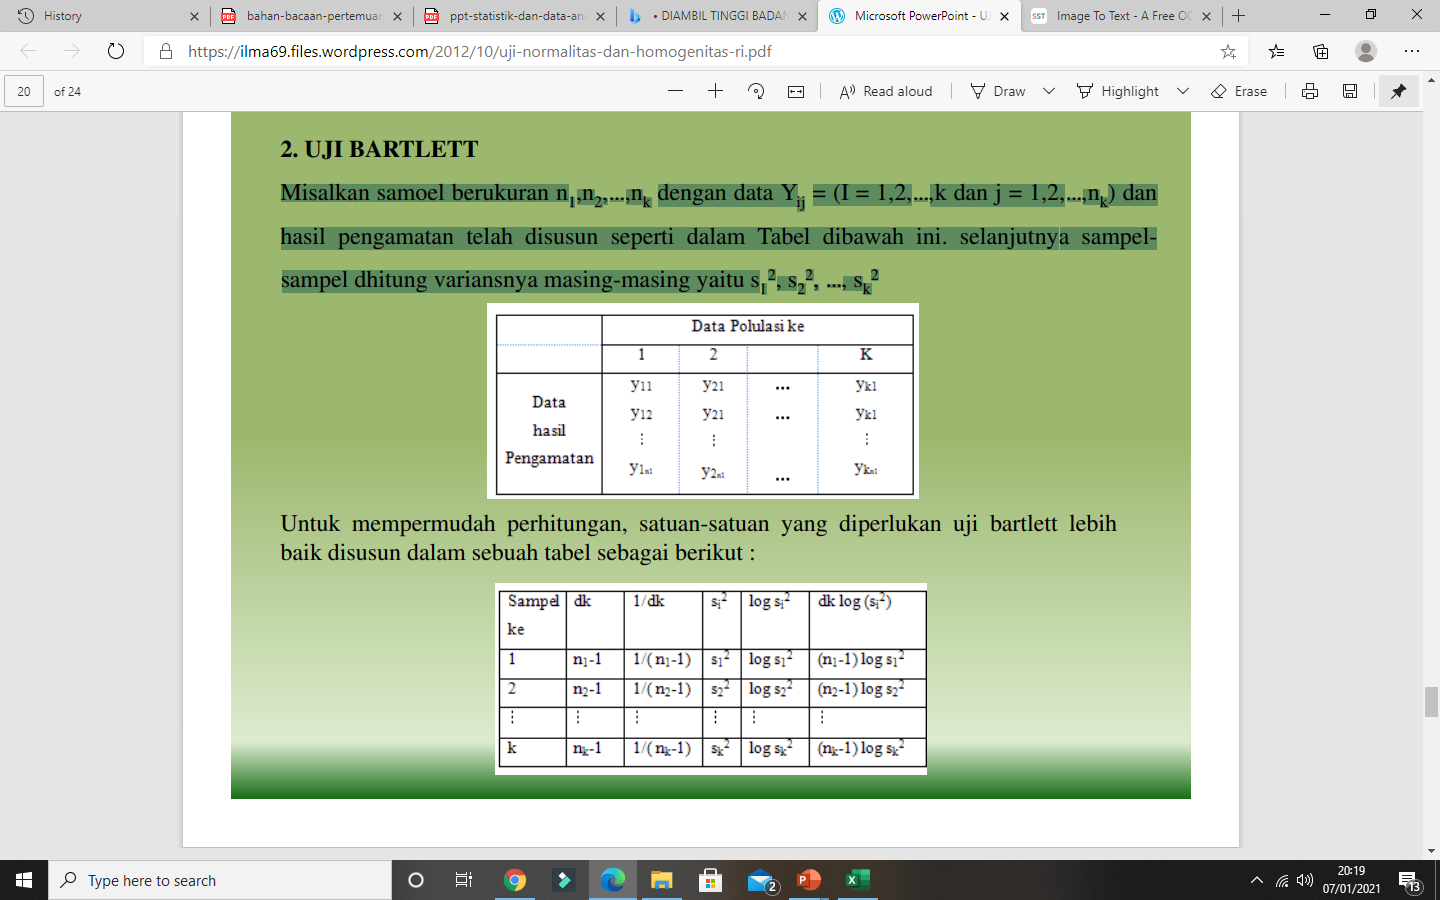 History
bahan-bacaan-pertemuan
ppt-statistik-dan-data-an
• DIAMBIL TINGGI BADAN
Microsoft PowerPoint - U
Image To Text - A Free OC
https://ilma69.files.wordpress.com/2012/10/uji-normalitas-dan-homogenitas-ri.pdf
20 of 24
Read aloud
Draw
Highlight
Erase
2. UJI BARTLETT
Misalkan samoel berukuran n₁,n₂,...,nₖ dengan data Yᵢⱼ = (I = 1,2,...,k dan j = 1,2,...,nₖ) dan
hasil pengamatan telah disusun seperti dalam Tabel dibawah ini. selanjutnya sampel-
sampel dhitung variansnya masing-masing yaitu s₁², s₂², ..., sₖ²
Data Polulasi ke
1 2 K
Data
hasil
Pengamatan
y11 y21 ... yk1
y12 y21 ... yk1
⋮ ⋮ ⋮
y1n1 y2n1 ... ykn1
Untuk mempermudah perhitungan, satuan-satuan yang diperlukan uji bartlett lebih
baik disusun dalam sebuah tabel sebagai berikut :
Sampel ke dk 1/dk sᵢ² log sᵢ² dk log (sᵢ²)
1 n₁-1 1/( n₁-1) s₁² log s₁² (n₁-1) log s₁²
2 n₂-1 1/( n₂-1) s₂² log s₂² (n₂-1) log s₂²
⋮ ⋮ ⋮ ⋮ ⋮ ⋮
k nₖ-1 1/( nₖ-1) sₖ² log sₖ² (nₖ-1) log sₖ²
Type here to search
2
20:19
07/01/2021
13